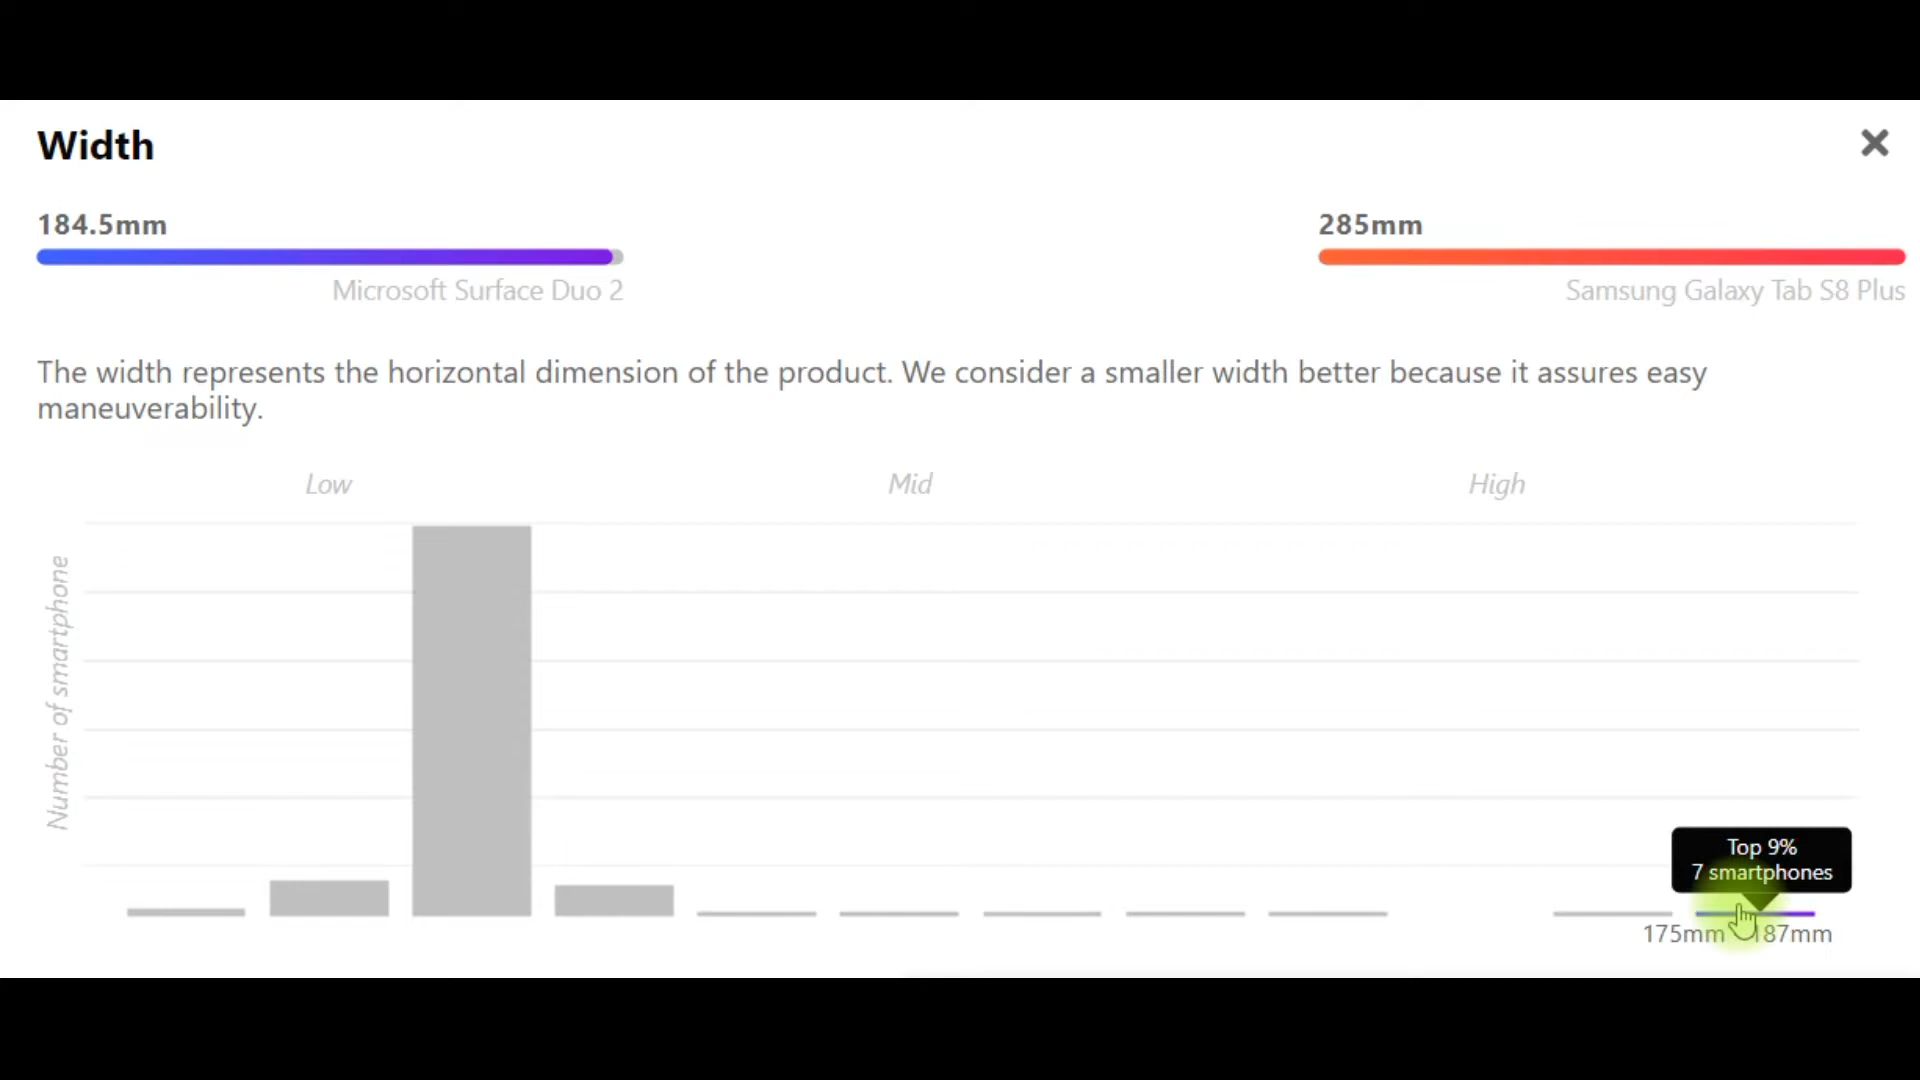 Width
184.5mm
285mm
Microsoft Surface Duo 2
Samsung Galaxy Tab S8 Plus
The width represents the horizontal dimension of the product. We consider a smaller width better because it assures easy
maneuverability.
Low
Mid
High
Number of smartphone
Top 9%
7 smartphones
175mm
187mm